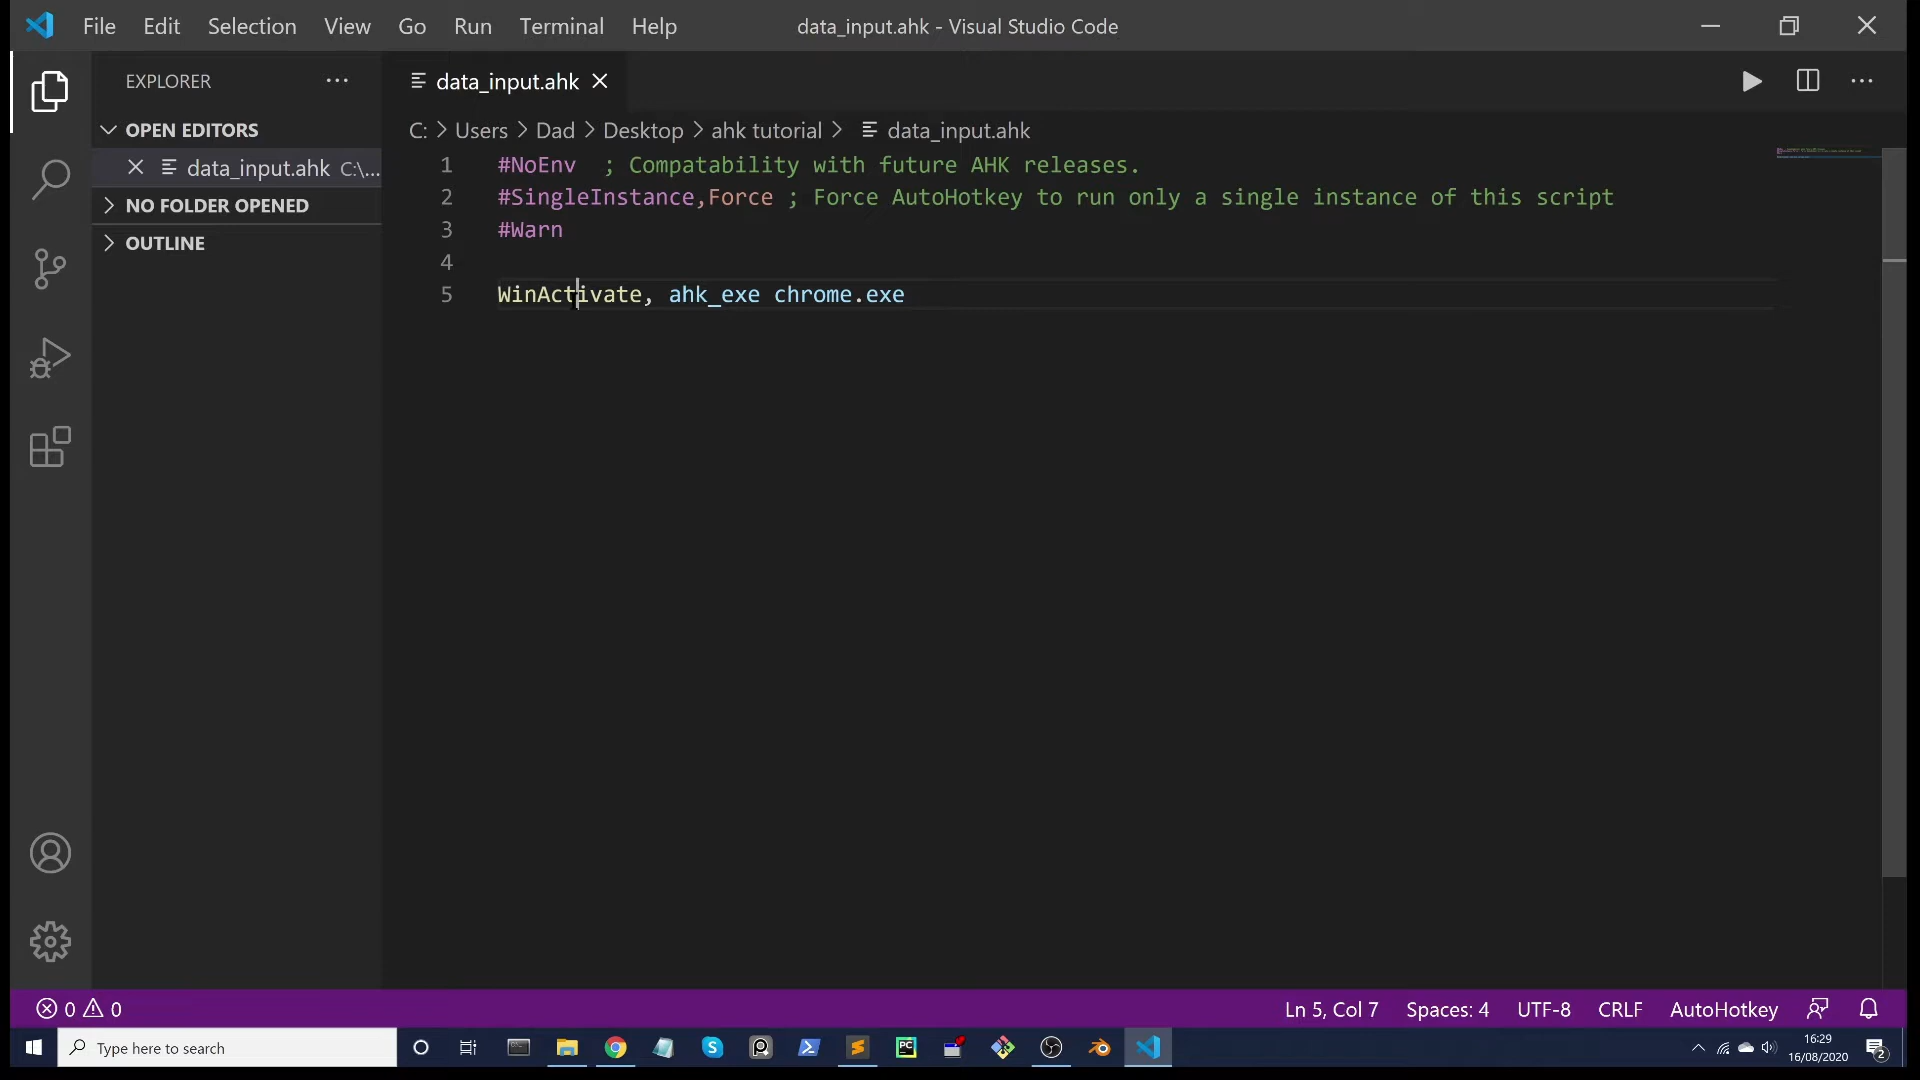 File Edit Selection View Go Run Terminal Help
data_input.ahk - Visual Studio Code
EXPLORER ···
OPEN EDITORS
data_input.ahk C:\...
NO FOLDER OPENED
OUTLINE
data_input.ahk
C: > Users > Dad > Desktop > ahk tutorial > data_input.ahk
1 #NoEnv  ; Compatability with future AHK releases.
2 #SingleInstance,Force ; Force AutoHotkey to run only a single instance of this script
3 #Warn
4
5 WinActivate, ahk_exe chrome.exe
0 0
Ln 5, Col 7 Spaces: 4 UTF-8 CRLF AutoHotkey
Type here to search
S
PC
16:29
16/08/2020
2